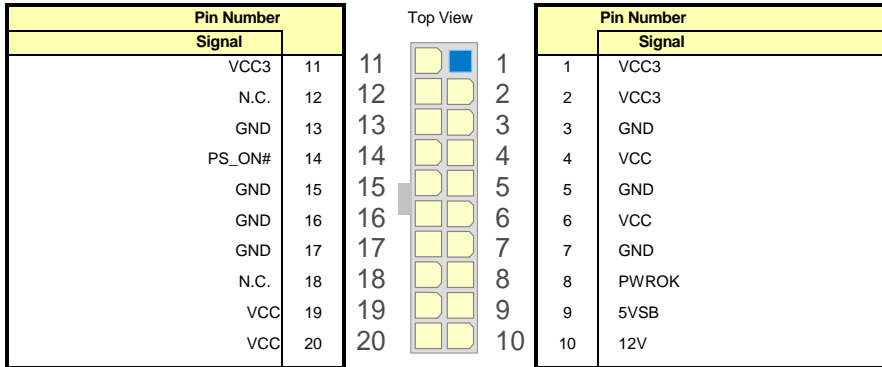 Pin Number Top View Pin Number
Signal Signal
VCC3 11 11 1 1 VCC3
N.C. 12 12 2 2 VCC3
GND 13 13 3 3 GND
PS_ON# 14 14 4 4 VCC
GND 15 15 5 5 GND
GND 16 16 6 6 VCC
GND 17 17 7 7 GND
N.C. 18 18 8 8 PWROK
VCC 19 19 9 9 5VSB
VCC 20 20 10 10 12V